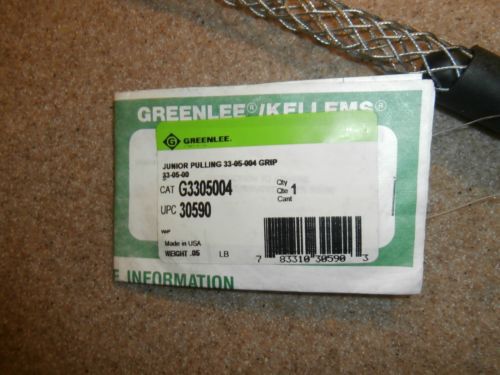 GREENLEE®/KELLEMS®
GREENLEE.
JUNIOR PULLING 33-05-004 GRIP
33-05-00
CAT G3305004
Qty
Qte 1
Cant
UPC 30590
Made in USA
WEIGHT .05 LB
7 83310 30590 3
E INFORMATION